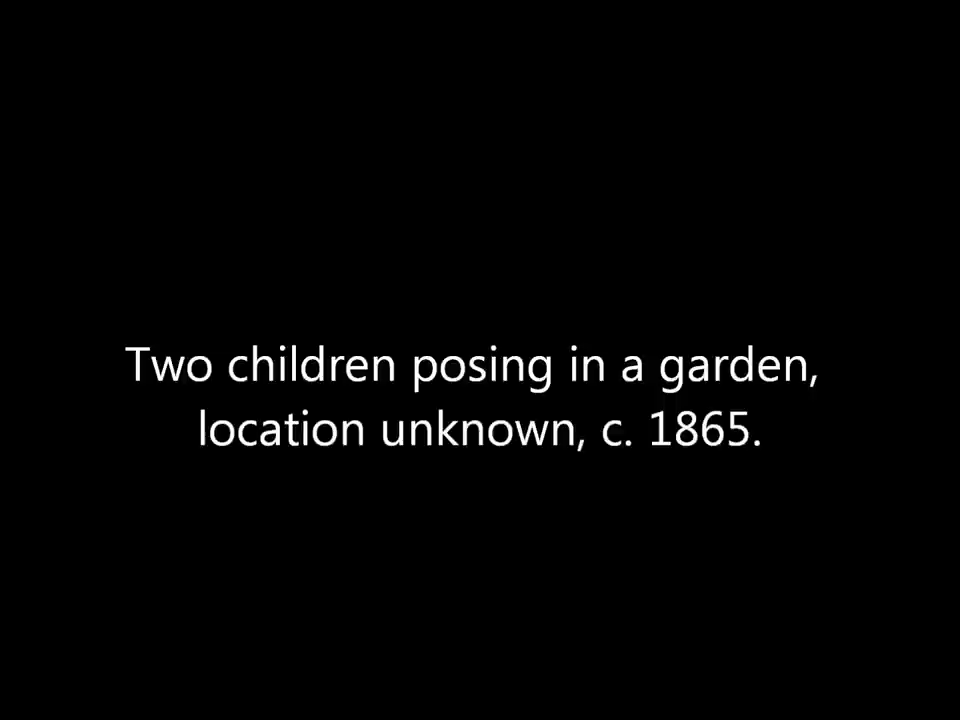 Two children posing in a garden,
location unknown, c. 1865.